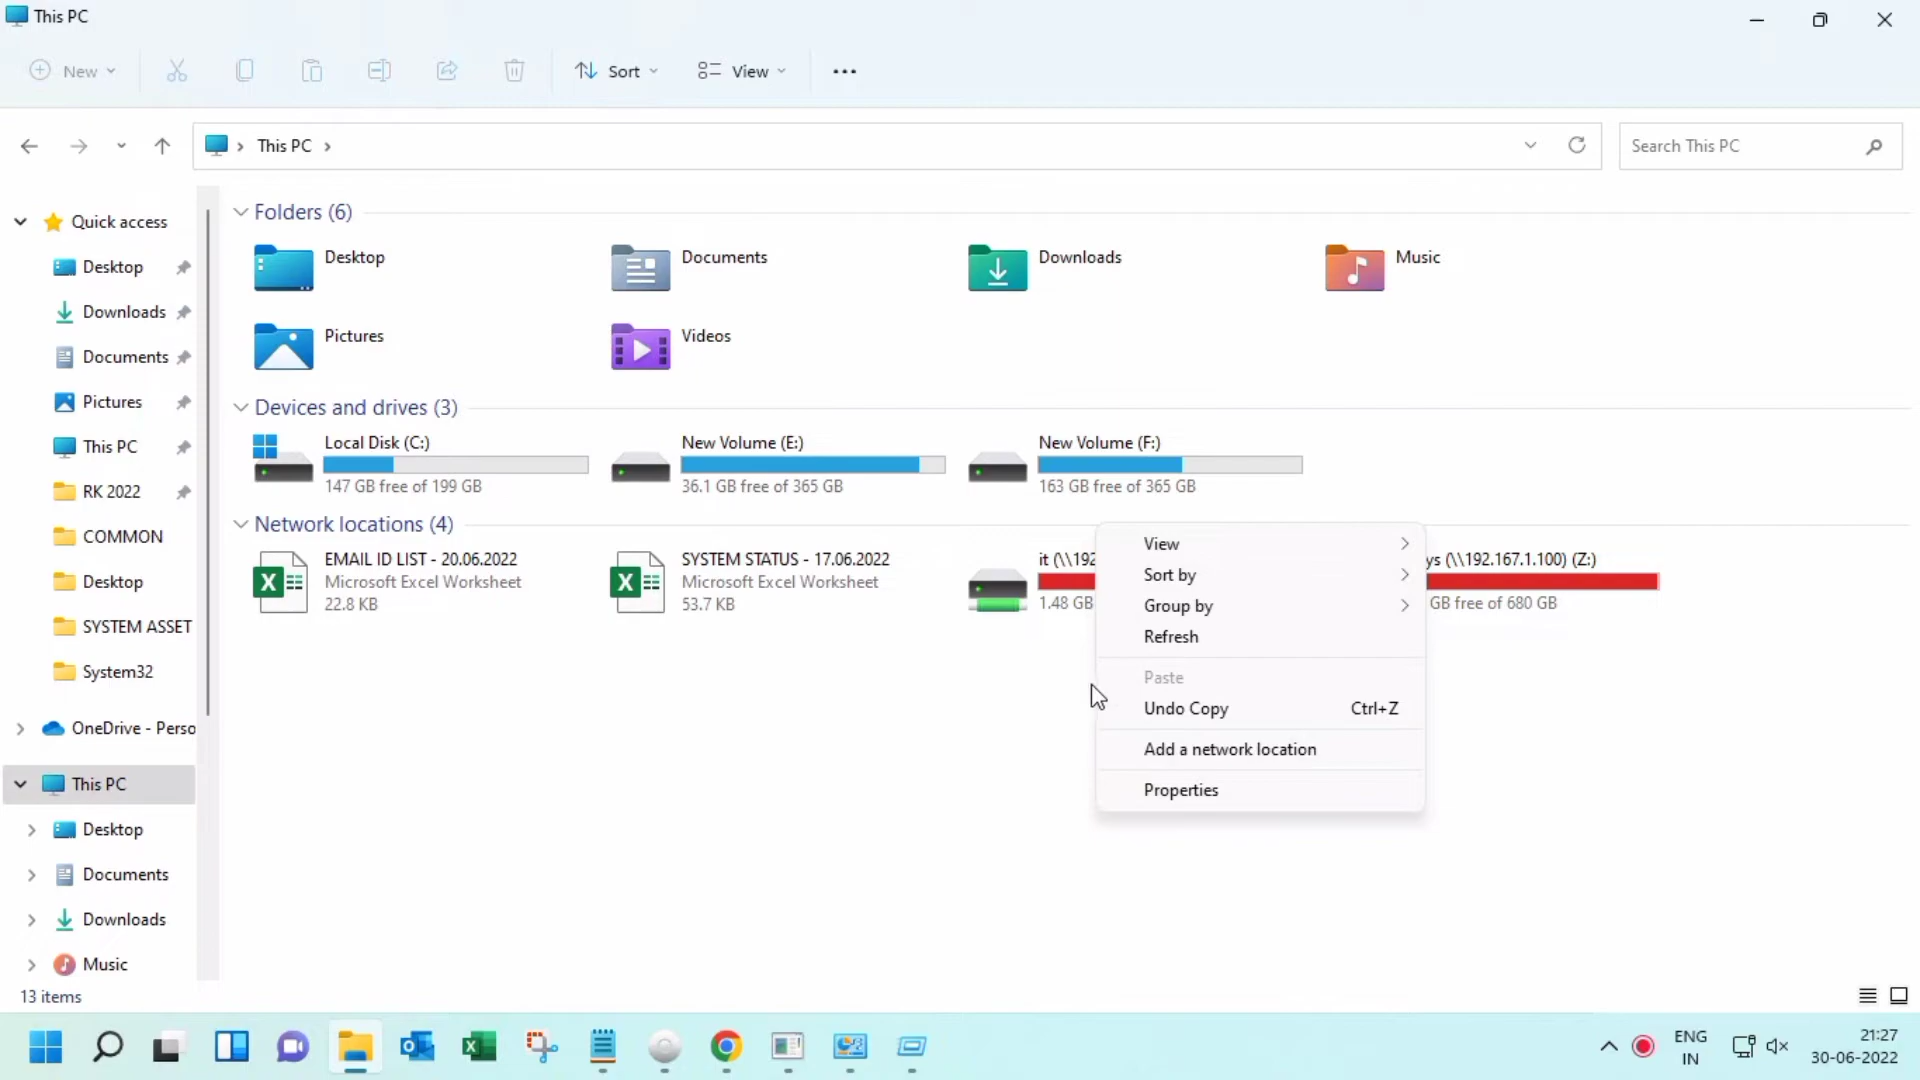 This PC
New
Sort
View
This PC
Search This PC
Quick access
Desktop
Downloads
Documents
Pictures
This PC
RK 2022
COMMON
Desktop
SYSTEM ASSET
System32
OneDrive - Perso
This PC
Desktop
Documents
Downloads
Music
Folders (6)
Desktop
Documents
Downloads
Music
Pictures
Videos
Devices and drives (3)
Local Disk (C:)
147 GB free of 199 GB
New Volume (E:)
36.1 GB free of 365 GB
New Volume (F:)
163 GB free of 365 GB
Network locations (4)
EMAIL ID LIST - 20.06.2022
Microsoft Excel Worksheet
22.8 KB
SYSTEM STATUS - 17.06.2022
Microsoft Excel Worksheet
53.7 KB
it (\\192
1.48 GB
ys (\\192.167.1.100) (Z:)
GB free of 680 GB
View
Sort by
Group by
Refresh
Paste
Undo Copy Ctrl+Z
Add a network location
Properties
13 items
ENG
IN
21:27
30-06-2022